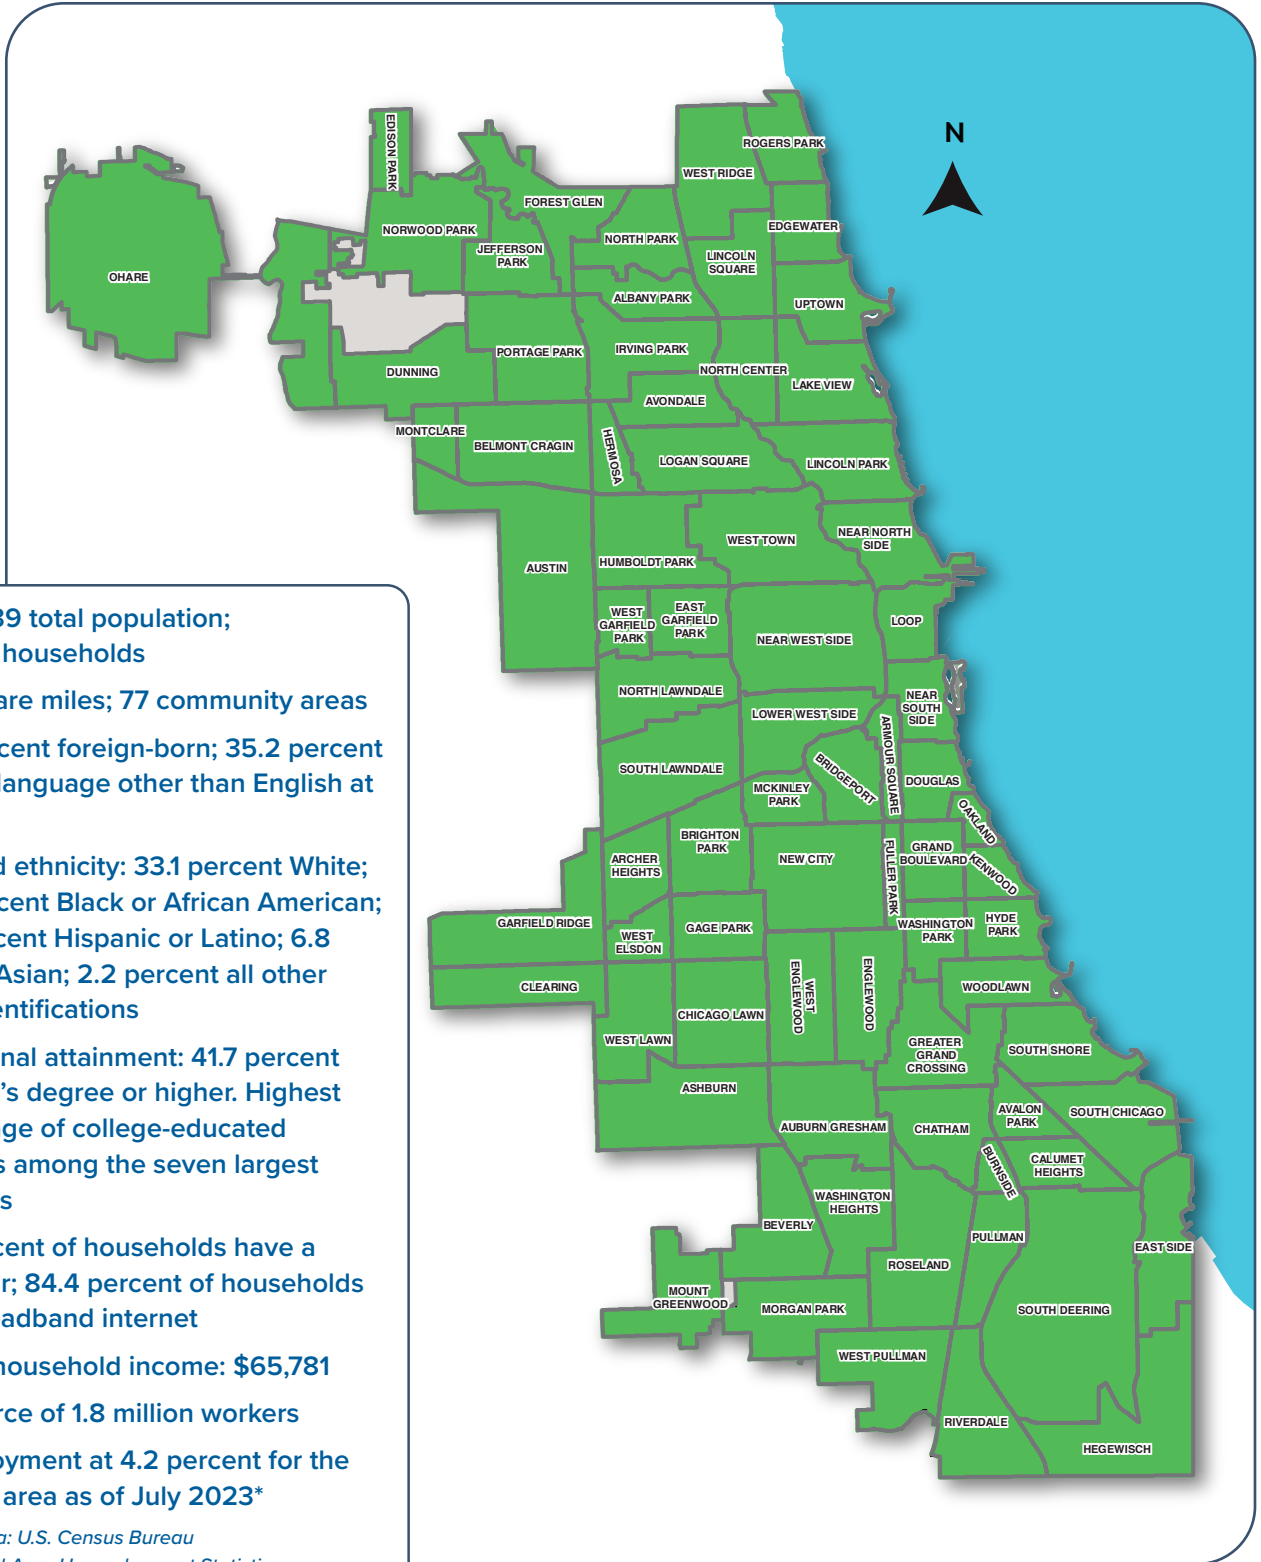 N
EDISON PARK
ROGERS PARK
WEST RIDGE
FOREST GLEN
NORWOOD PARK
EDGEWATER
NORTH PARK
JEFFERSON
PARK
LINCOLN
SQUARE
OHARE
ALBANY PARK
UPTOWN
PORTAGE PARK
IRVING PARK
DUNNING
NORTH CENTER
LAKE VIEW
AVONDALE
MONTCLARE
BELMONT CRAGIN
HERMOSA
LOGAN SQUARE
LINCOLN PARK
WEST TOWN
NEAR NORTH
SIDE
AUSTIN
HUMBOLDT PARK
WEST
GARFIELD
PARK
EAST
GARFIELD
PARK
LOOP
NEAR WEST SIDE
NORTH LAWNDALE
LOWER WEST SIDE
NEAR
SOUTH
SIDE
ARMOUR SQUARE
SOUTH LAWNDALE
BRIDGEPORT
MCKINLEY
PARK
DOUGLAS
OAKLAND
BRIGHTON
PARK
ARCHER
HEIGHTS
NEW CITY
FULLER PARK
GRAND
BOULEVARD
KENWOOD
GARFIELD RIDGE
WEST
ELSDON
GAGE PARK
WASHINGTON
PARK
HYDE
PARK
CLEARING
WEST
ENGLEWOOD
ENGLEWOOD
WOODLAWN
CHICAGO LAWN
WEST LAWN
GREATER
GRAND
CROSSING
SOUTH SHORE
ASHBURN
AUBURN GRESHAM
CHATHAM
AVALON
PARK
SOUTH CHICAGO
BURNSIDE
CALUMET
HEIGHTS
WASHINGTON
HEIGHTS
BEVERLY
PULLMAN
EAST SIDE
ROSELAND
MOUNT
GREENWOOD
MORGAN PARK
SOUTH DEERING
WEST PULLMAN
RIVERDALE
HEGEWISCH
39 total population;
households
are miles; 77 community areas
cent foreign-born; 35.2 percent
language other than English at
d ethnicity: 33.1 percent White;
cent Black or African American;
cent Hispanic or Latino; 6.8
Asian; 2.2 percent all other
entifications
nal attainment: 41.7 percent
's degree or higher. Highest
ge of college-educated
s among the seven largest
s
cent of households have a
r; 84.4 percent of households
adband internet
household income: $65,781
rce of 1.8 million workers
oyment at 4.2 percent for the
area as of July 2023*
a: U.S. Census Bureau